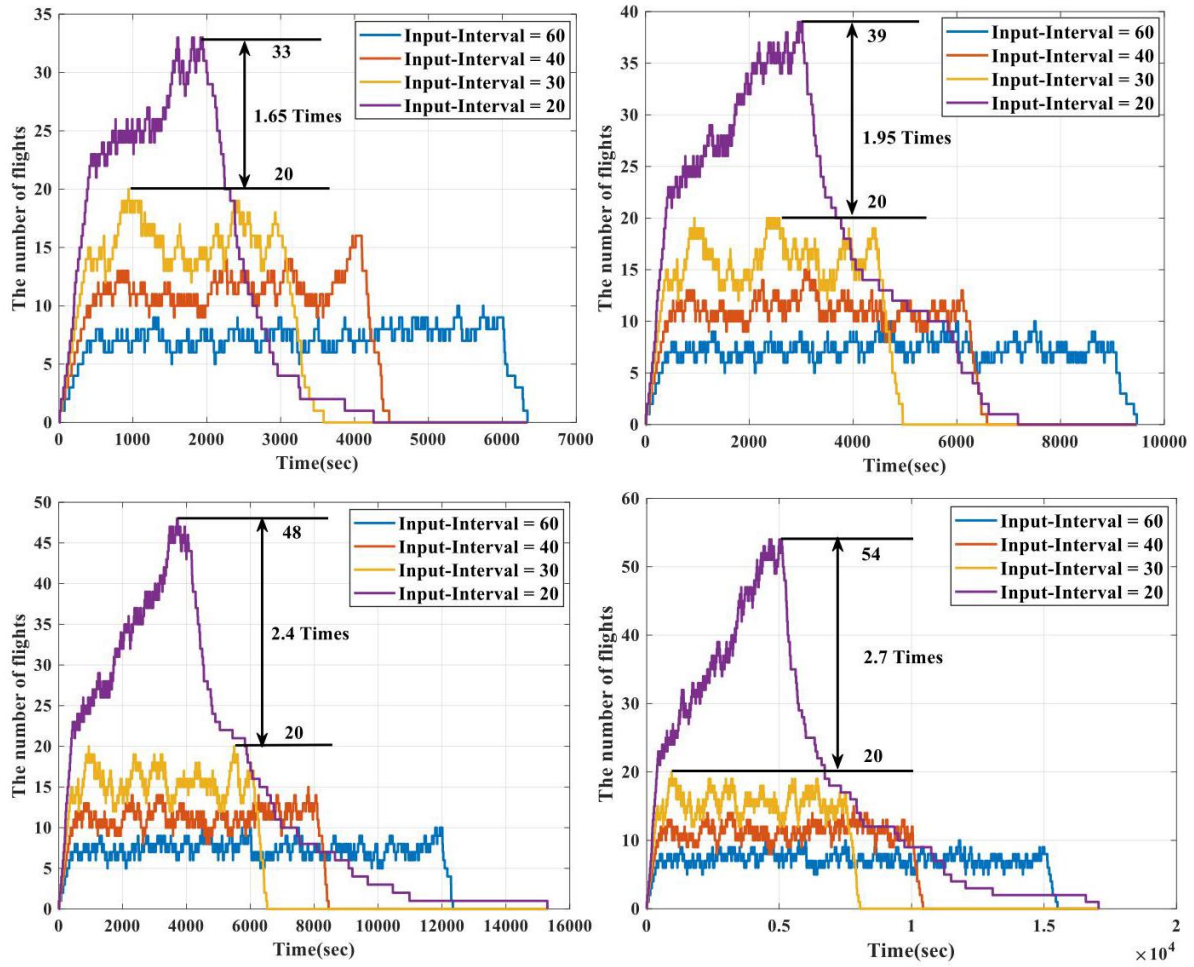 35
30
25
20
15
10
5
0
The number of flights
33
1.65 Times
20
Input-Interval = 60
Input-Interval = 40
Input-Interval = 30
Input-Interval = 20
0 1000 2000 3000 4000 5000 6000 7000
Time(sec)
40
35
30
25
20
15
10
5
0
The number of flights
39
1.95 Times
20
Input-Interval = 60
Input-Interval = 40
Input-Interval = 30
Input-Interval = 20
0 2000 4000 6000 8000 10000
Time(sec)
50
45
40
35
30
25
20
15
10
5
0
The number of flights
48
2.4 Times
20
Input-Interval = 60
Input-Interval = 40
Input-Interval = 30
Input-Interval = 20
0 2000 4000 6000 8000 10000 12000 14000 16000
Time(sec)
60
50
40
30
20
10
0
The number of flights
54
2.7 Times
20
Input-Interval = 60
Input-Interval = 40
Input-Interval = 30
Input-Interval = 20
0 0.5 1 1.5 2
Time(sec)
×10⁴